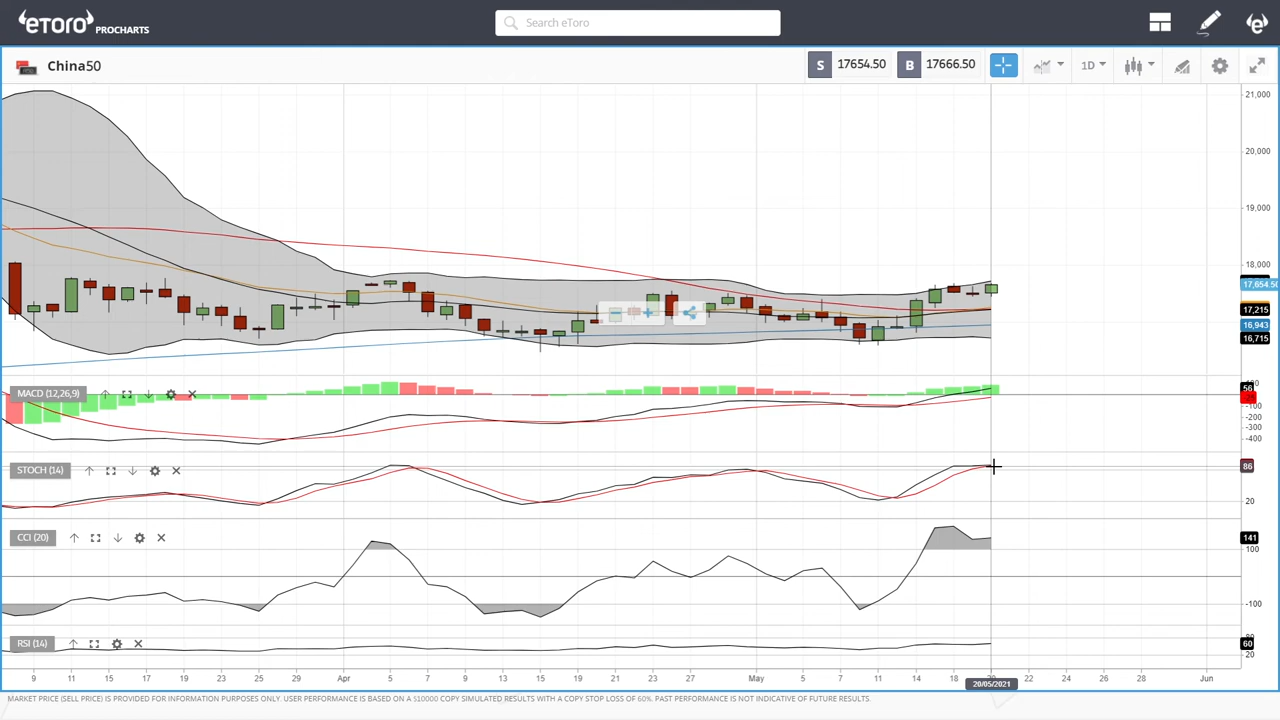 eToro PROCHARTS
Search eToro
China50
S 17654.50 B 17666.50
1D
21,000
20,000
19,000
18,000
17,654.50
17,215
16,943
16,715
MACD (12,26,9)
56
-100
-200
-300
-400
STOCH (14)
86
20
CCI (20)
141
100
-100
RSI (14)
60
20
9 11 15 17 19 23 25 29 Apr 5 7 9 13 15 19 21 23 27 May 5 7 11 14 18 22 24 26 28 Jun
20/05/2021
MARKET PRICE (SELL PRICE) IS PROVIDED FOR INFORMATION PURPOSES ONLY. USER PERFORMANCE IS BASED ON A $10000 COPY SIMULATED RESULTS WITH A COPY STOP LOSS OF 60%. PAST PERFORMANCE IS NOT INDICATIVE OF FUTURE RESULTS.